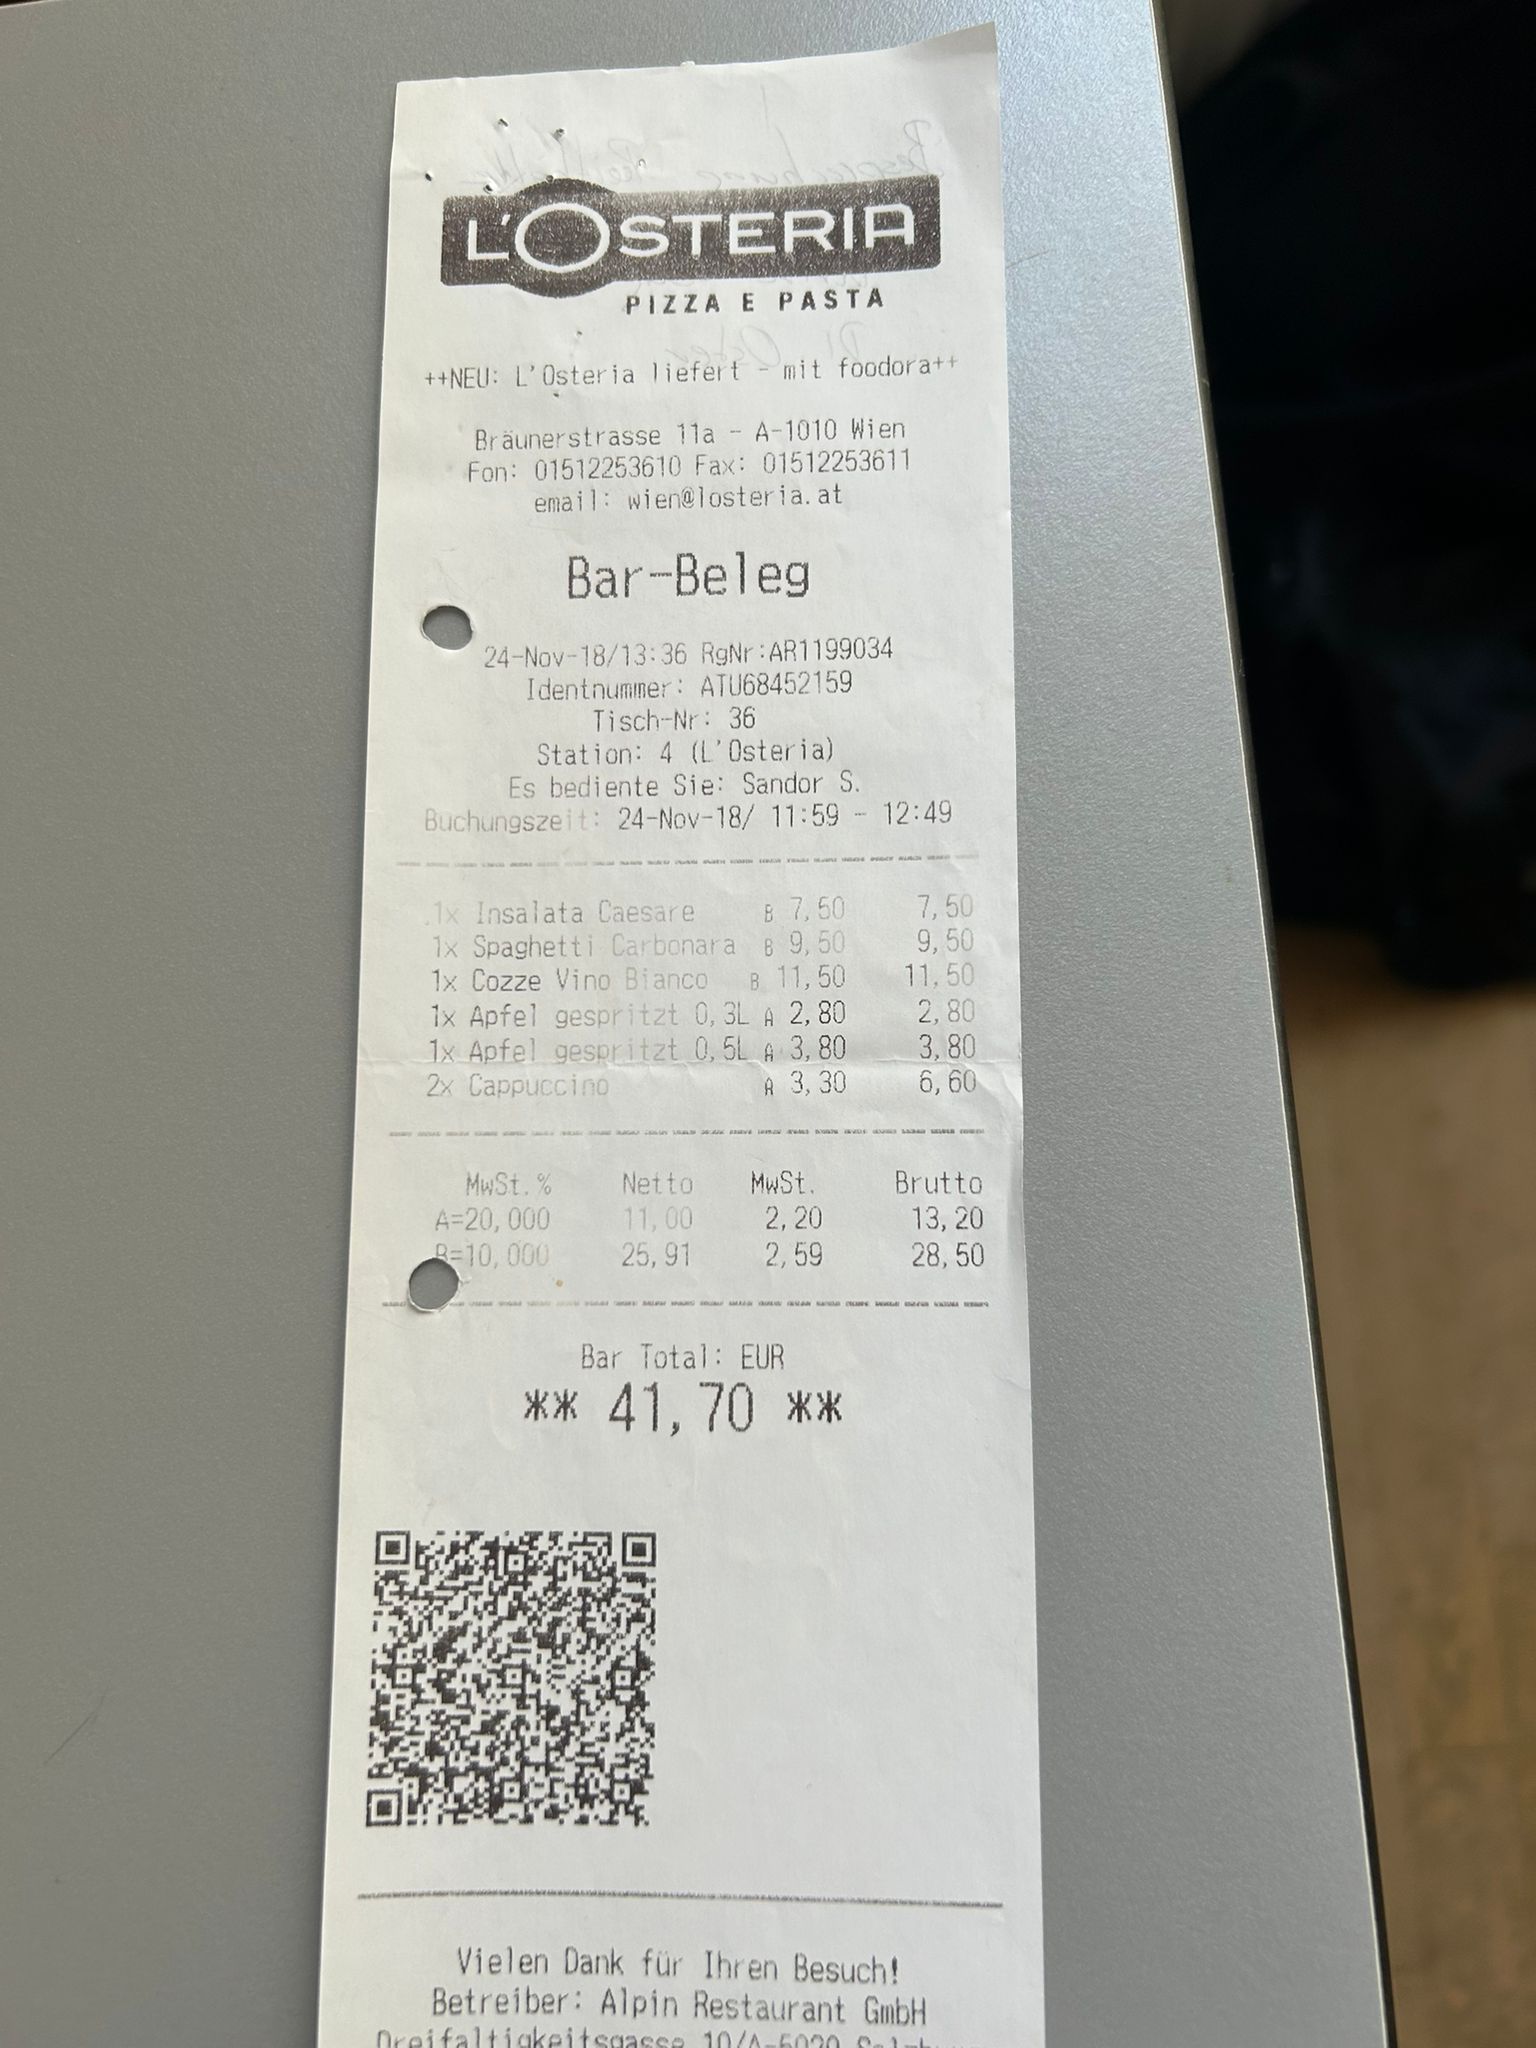 L'OSTERIA
PIZZA E PASTA
++NEU: L'Osteria liefert - mit foodora++
Bräunerstrasse 11a - A-1010 Wien
Fon: 01512253610 Fax: 01512253611
email: wien@losteria.at
Bar-Beleg
24-Nov-18/13:36 RgNr:AR1199034
Identnummer: ATU68452159
Tisch-Nr: 36
Station: 4 (L'Osteria)
Es bediente Sie: Sandor S.
Buchungszeit: 24-Nov-18/ 11:59 - 12:49
1x Insalata Caesare B 7,50 7,50
1x Spaghetti Carbonara B 9,50 9,50
1x Cozze Vino Bianco B 11,50 11,50
1x Apfel gespritzt 0,3L A 2,80 2,80
1x Apfel gespritzt 0,5L A 3,80 3,80
2x Cappuccino A 3,30 6,60
MwSt.% Netto MwSt. Brutto
A=20,000 11,00 2,20 13,20
B=10,000 25,91 2,59 28,50
Bar Total: EUR
** 41,70 **
Vielen Dank für Ihren Besuch!
Betreiber: Alpin Restaurant GmbH
Dreifaltigkeitsgasse 10/A-5020